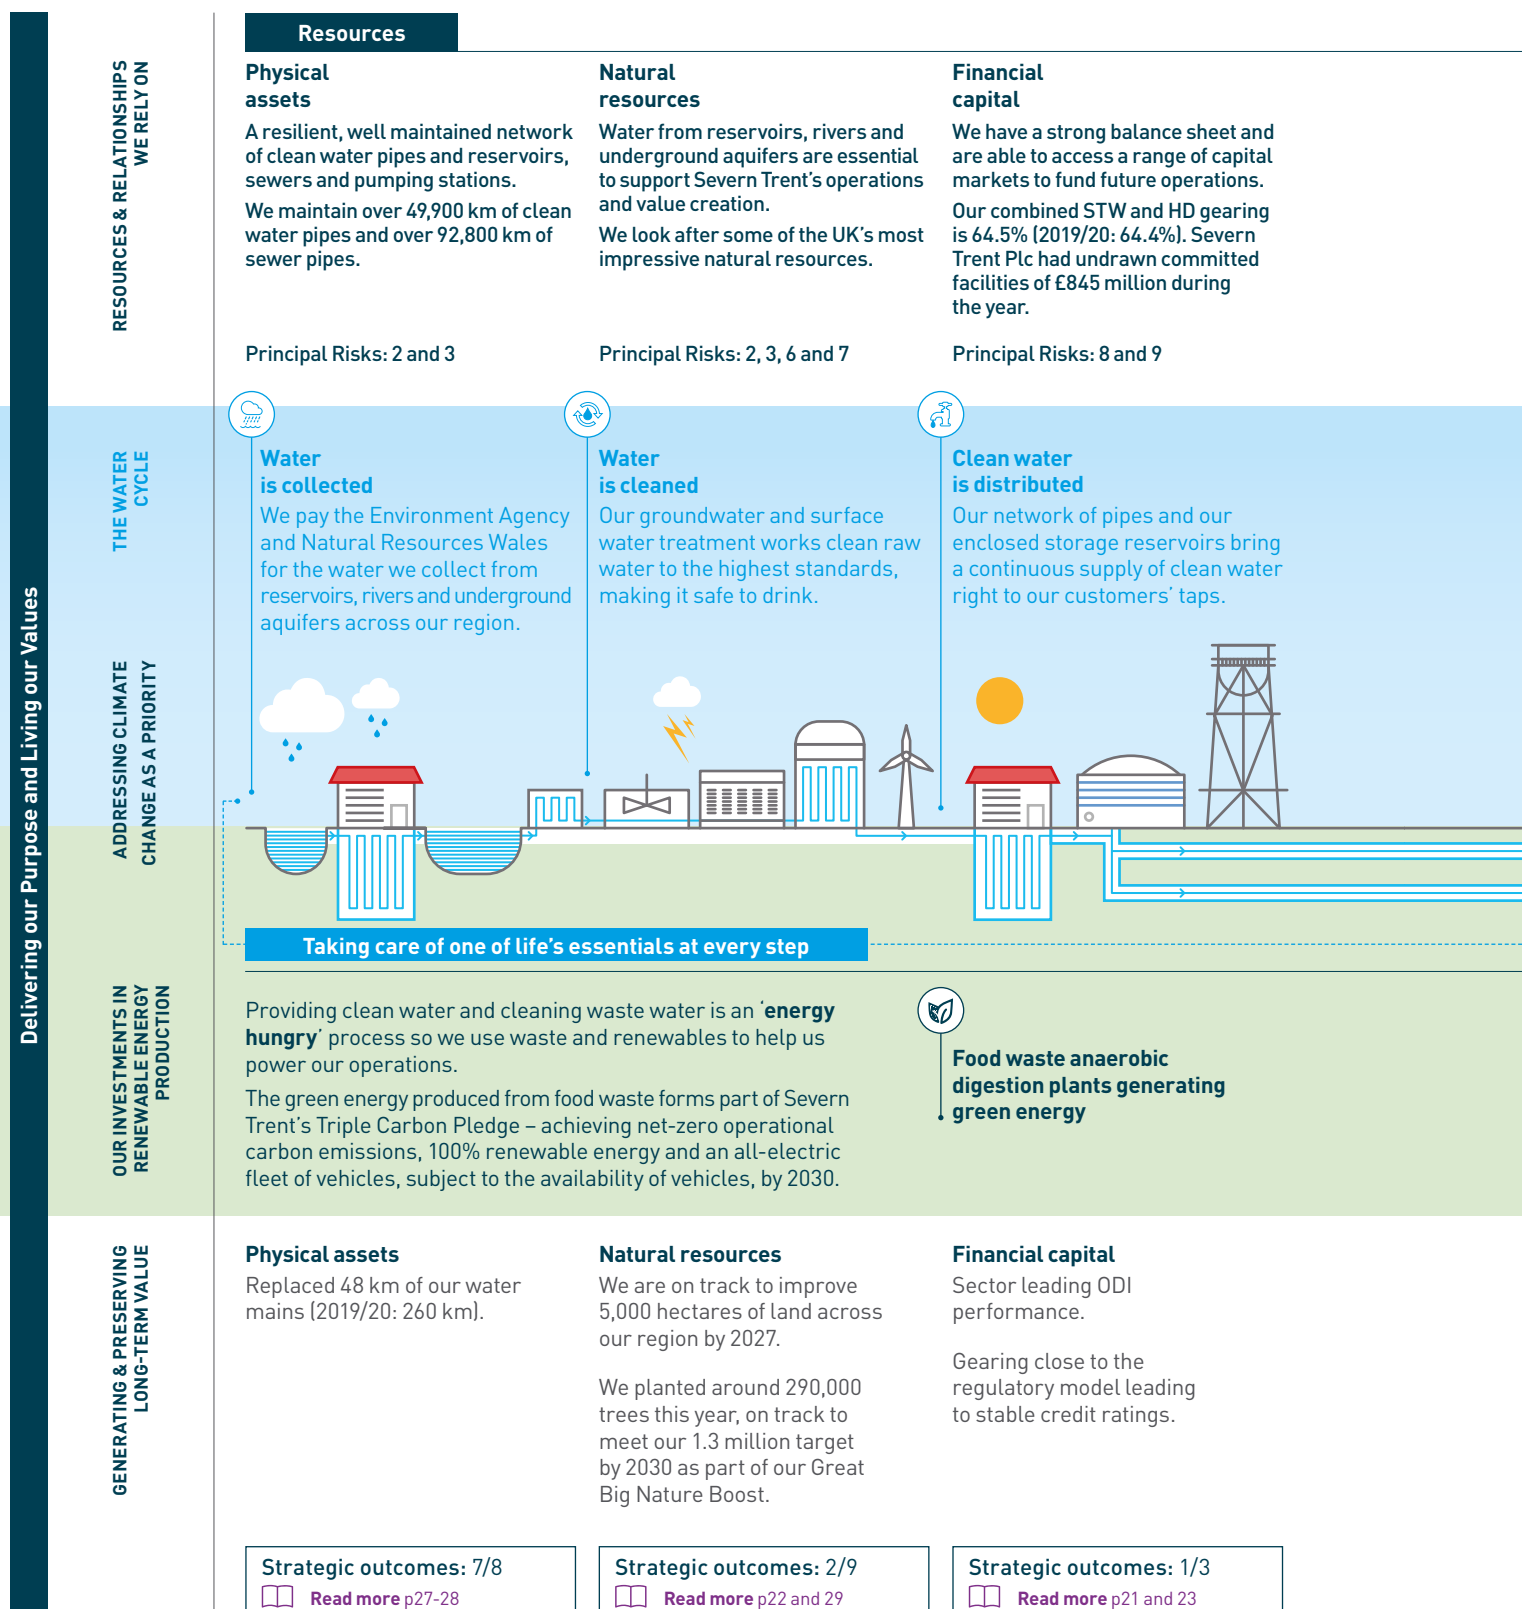 Delivering our Purpose and Living our Values
RESOURCES & RELATIONSHIPS
WE RELY ON
Resources
Physical
assets
A resilient, well maintained network
of clean water pipes and reservoirs,
sewers and pumping stations.
We maintain over 49,900 km of clean
water pipes and over 92,800 km of
sewer pipes.
Principal Risks: 2 and 3
Natural
resources
Water from reservoirs, rivers and
underground aquifers are essential
to support Severn Trent’s operations
and value creation.
We look after some of the UK’s most
impressive natural resources.
Principal Risks: 2, 3, 6 and 7
Financial
capital
We have a strong balance sheet and
are able to access a range of capital
markets to fund future operations.
Our combined STW and HD gearing
is 64.5% (2019/20: 64.4%). Severn
Trent Plc had undrawn committed
facilities of £845 million during
the year.
Principal Risks: 8 and 9
THE WATER
CYCLE
Water
is collected
We pay the Environment Agency
and Natural Resources Wales
for the water we collect from
reservoirs, rivers and underground
aquifers across our region.
Water
is cleaned
Our groundwater and surface
water treatment works clean raw
water to the highest standards,
making it safe to drink.
Clean water
is distributed
Our network of pipes and our
enclosed storage reservoirs bring
a continuous supply of clean water
right to our customers’ taps.
ADDRESSING CLIMATE
CHANGE AS A PRIORITY
Taking care of one of life’s essentials at every step
OUR INVESTMENTS IN
RENEWABLE ENERGY
PRODUCTION
Providing clean water and cleaning waste water is an ‘energy
hungry’ process so we use waste and renewables to help us
power our operations.
The green energy produced from food waste forms part of Severn
Trent’s Triple Carbon Pledge – achieving net-zero operational
carbon emissions, 100% renewable energy and an all-electric
fleet of vehicles, subject to the availability of vehicles, by 2030.
Food waste anaerobic
digestion plants generating
green energy
GENERATING & PRESERVING
LONG-TERM VALUE
Physical assets
Replaced 48 km of our water
mains (2019/20: 260 km).
Natural resources
We are on track to improve
5,000 hectares of land across
our region by 2027.
We planted around 290,000
trees this year, on track to
meet our 1.3 million target
by 2030 as part of our Great
Big Nature Boost.
Financial capital
Sector leading ODI
performance.
Gearing close to the
regulatory model leading
to stable credit ratings.
Strategic outcomes: 7/8
Read more p27-28
Strategic outcomes: 2/9
Read more p22 and 29
Strategic outcomes: 1/3
Read more p21 and 23